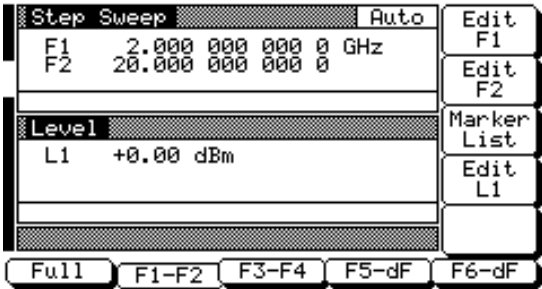 Step Sweep Auto
F1 2.000 000 000 0 GHz
F2 20.000 000 000 0
Level
L1 +0.00 dBm
Edit
F1
Edit
F2
Marker
List
Edit
L1
Full F1-F2 F3-F4 F5-dF F6-dF